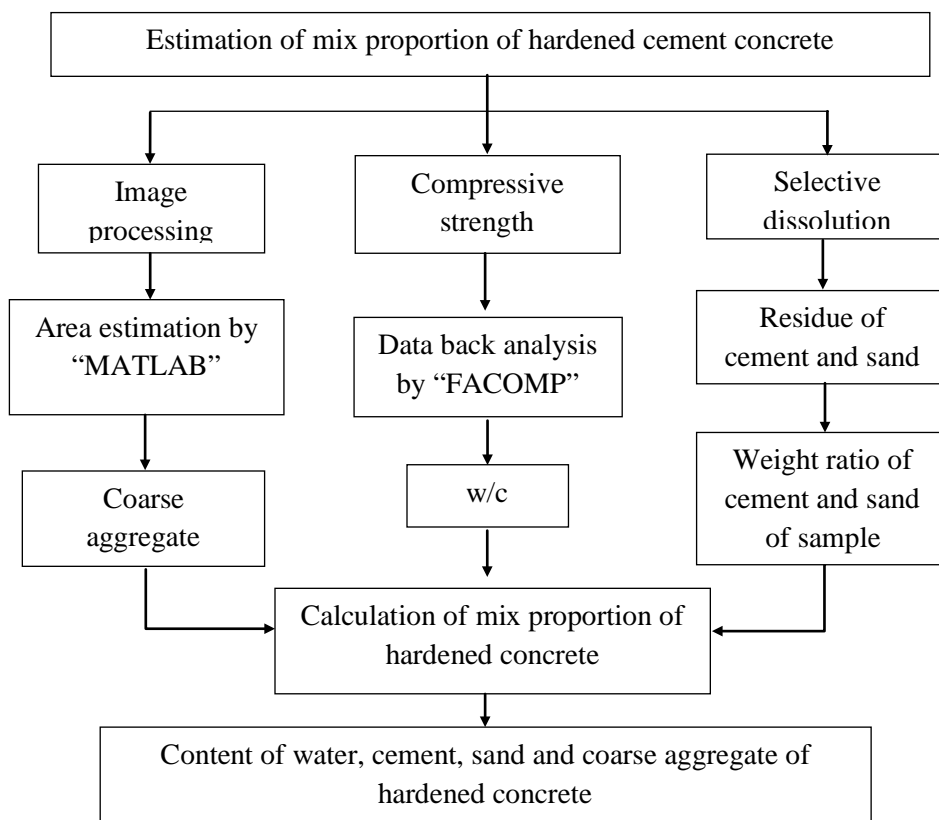 Estimation of mix proportion of hardened cement concrete
Image
processing
Compressive
strength
Selective
dissolution
Area estimation by
“MATLAB”
Data back analysis
by “FACOMP”
Residue of
cement and sand
Coarse
aggregate
w/c
Weight ratio of
cement and sand
of sample
Calculation of mix proportion of
hardened concrete
Content of water, cement, sand and coarse aggregate of
hardened concrete